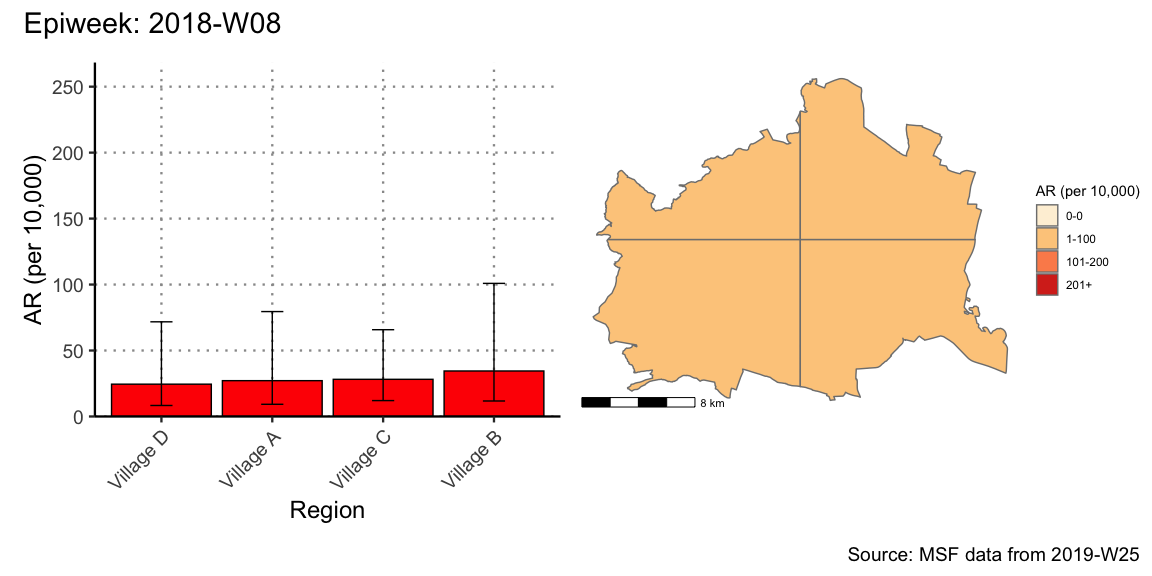 Epiweek: 2018-W08
AR (per 10,000)
250
200
150
100
50
0
Village D
Village A
Village C
Village B
Region
8 km
AR (per 10,000)
0-0
1-100
101-200
201+
Source: MSF data from 2019-W25